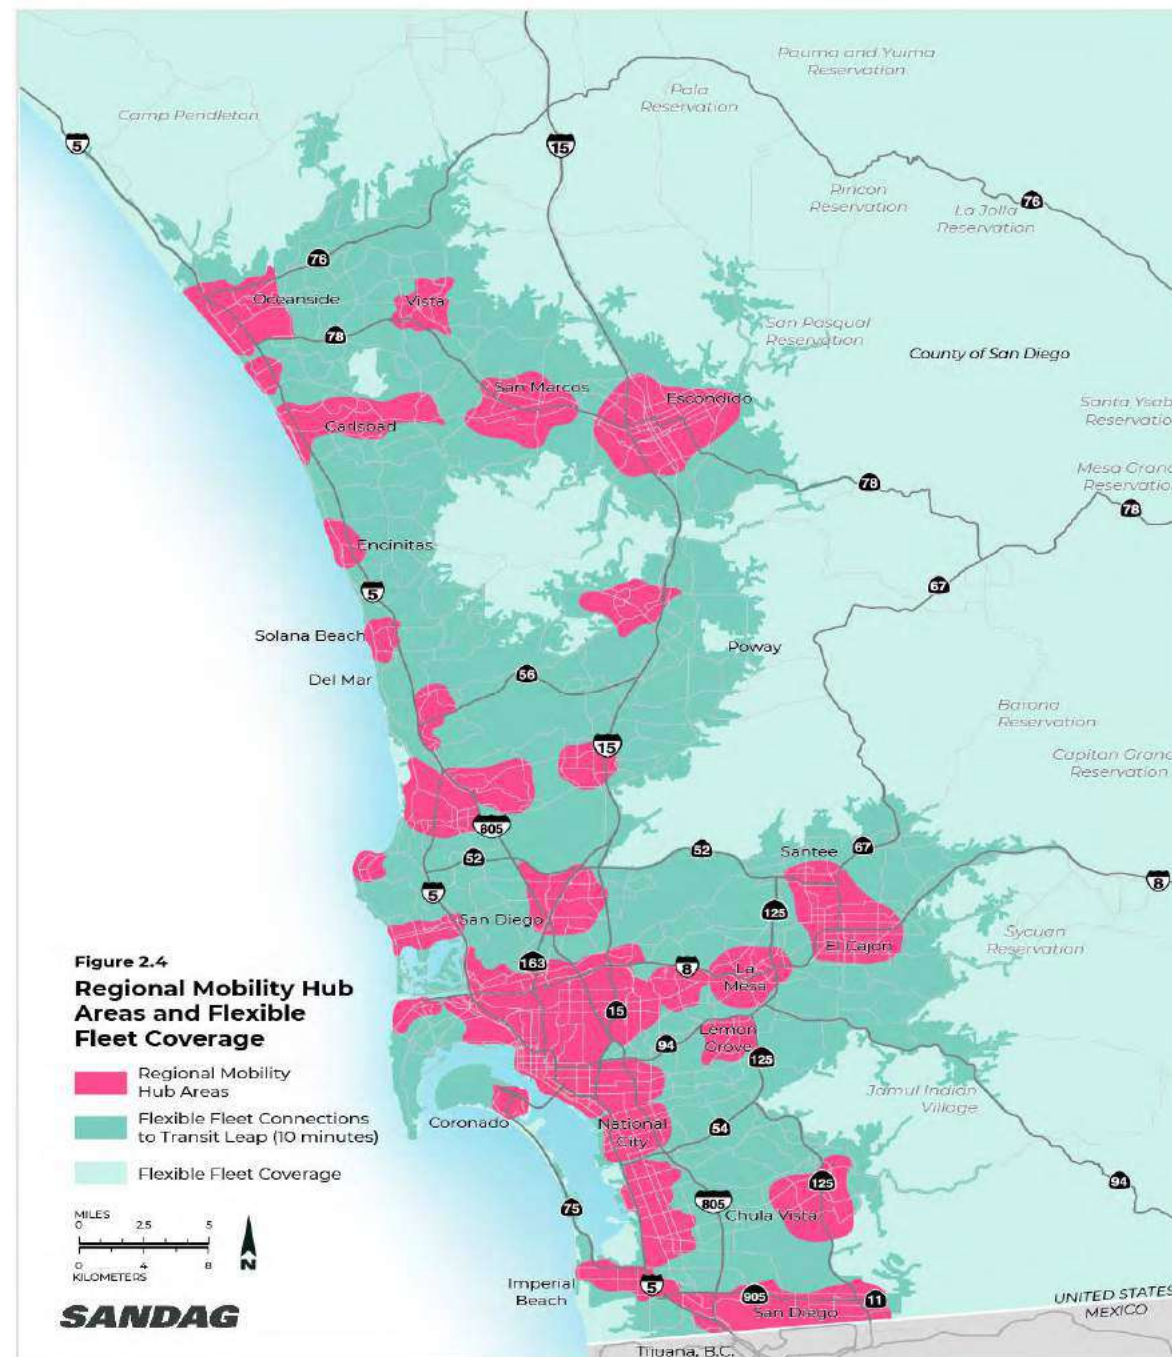 Pauma and Yuima
Reservation
Pala
Reservation
Camp Pendleton
5
15
Rincon
Reservation
La Jolla
Reservation
76
76
Oceanside
Vista
78
San Pasqual
Reservation
County of San Diego
San Marcos
Escondido
Carlsbad
Santa Ysab
Reservatio
Mesa Grand
Reservatio
78
78
Encinitas
5
67
Solana Beach
Poway
Del Mar
56
Barona
Reservation
15
Capitan Grand
Reservation
805
52
52
Santee
67
5
8
125
San Diego
El Cajon
Sycuan
Reservation
163
8
La
Mesa
15
94
Lemon
Grove
125
Jamul Indian
Village
Coronado
National
City
54
125
94
75
805
Chula Vista
Imperial
Beach
5
905
11
San Diego
UNITED STATES
MEXICO
Tijuana, B.C.
Figure 2.4
Regional Mobility Hub
Areas and Flexible
Fleet Coverage
Regional Mobility
Hub Areas
Flexible Fleet Connections
to Transit Leap (10 minutes)
Flexible Fleet Coverage
MILES
0 2.5 5
0 4 8
KILOMETERS
N
SANDAG